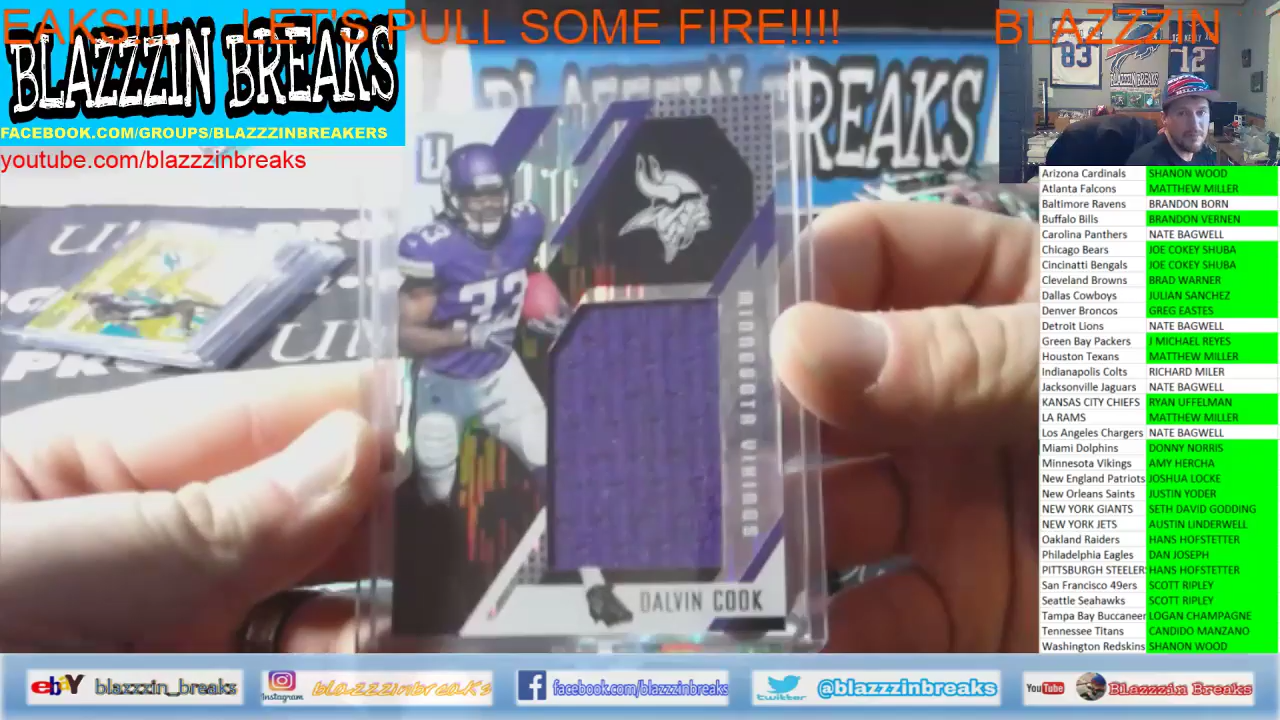 EAKS!!! LET'S PULL SOME FIRE!!!! BLAZZZIN
BLAZZZIN BREAKS
FACEBOOK.COM/GROUPS/BLAZZZINBREAKERS
youtube.com/blazzzinbreaks
BREAKS
83
12
33
MINNESOTA VIKINGS
DALVIN COOK
Arizona Cardinals SHANON WOOD
Atlanta Falcons MATTHEW MILLER
Baltimore Ravens BRANDON BORN
Buffalo Bills BRANDON VERNEN
Carolina Panthers NATE BAGWELL
Chicago Bears JOE COKEY SHUBA
Cincinatti Bengals JOE COKEY SHUBA
Cleveland Browns BRAD WARNER
Dallas Cowboys JULIAN SANCHEZ
Denver Broncos GREG EASTES
Detroit Lions NATE BAGWELL
Green Bay Packers J MICHAEL REYES
Houston Texans MATTHEW MILLER
Indianapolis Colts RICHARD MILER
Jacksonville Jaguars NATE BAGWELL
KANSAS CITY CHIEFS RYAN UFFELMAN
LA RAMS MATTHEW MILLER
Los Angeles Chargers NATE BAGWELL
Miami Dolphins DONNY NORRIS
Minnesota Vikings AMY HERCHA
New England Patriots JOSHUA LOCKE
New Orleans Saints JUSTIN YODER
NEW YORK GIANTS SETH DAVID GODDING
NEW YORK JETS AUSTIN LINDERWELL
Oakland Raiders HANS HOFSTETTER
Philadelphia Eagles DAN JOSEPH
PITTSBURGH STEELER HANS HOFSTETTER
San Francisco 49ers SCOTT RIPLEY
Seattle Seahawks SCOTT RIPLEY
Tampa Bay Buccaneer LOGAN CHAMPAGNE
Tennessee Titans CANDIDO MANZANO
Washington Redskins SHANON WOOD
ebay blazzzin_breaks
Instagram blazzzinbreaks
facebook.com/blazzzinbreaks
twitter @blazzzinbreaks
YouTube Blazzzin Breaks